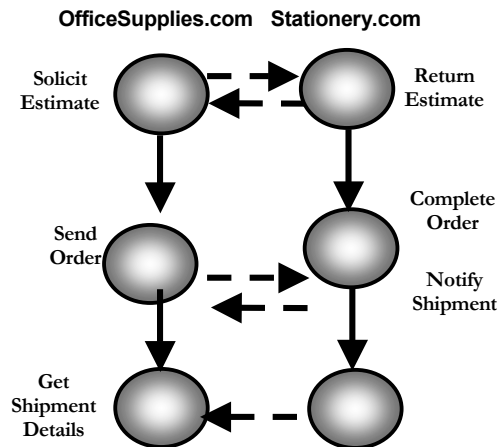 OfficeSupplies.com Stationery.com
Solicit
Estimate
Return
Estimate
Send
Order
Complete
Order
Notify
Shipment
Get
Shipment
Details